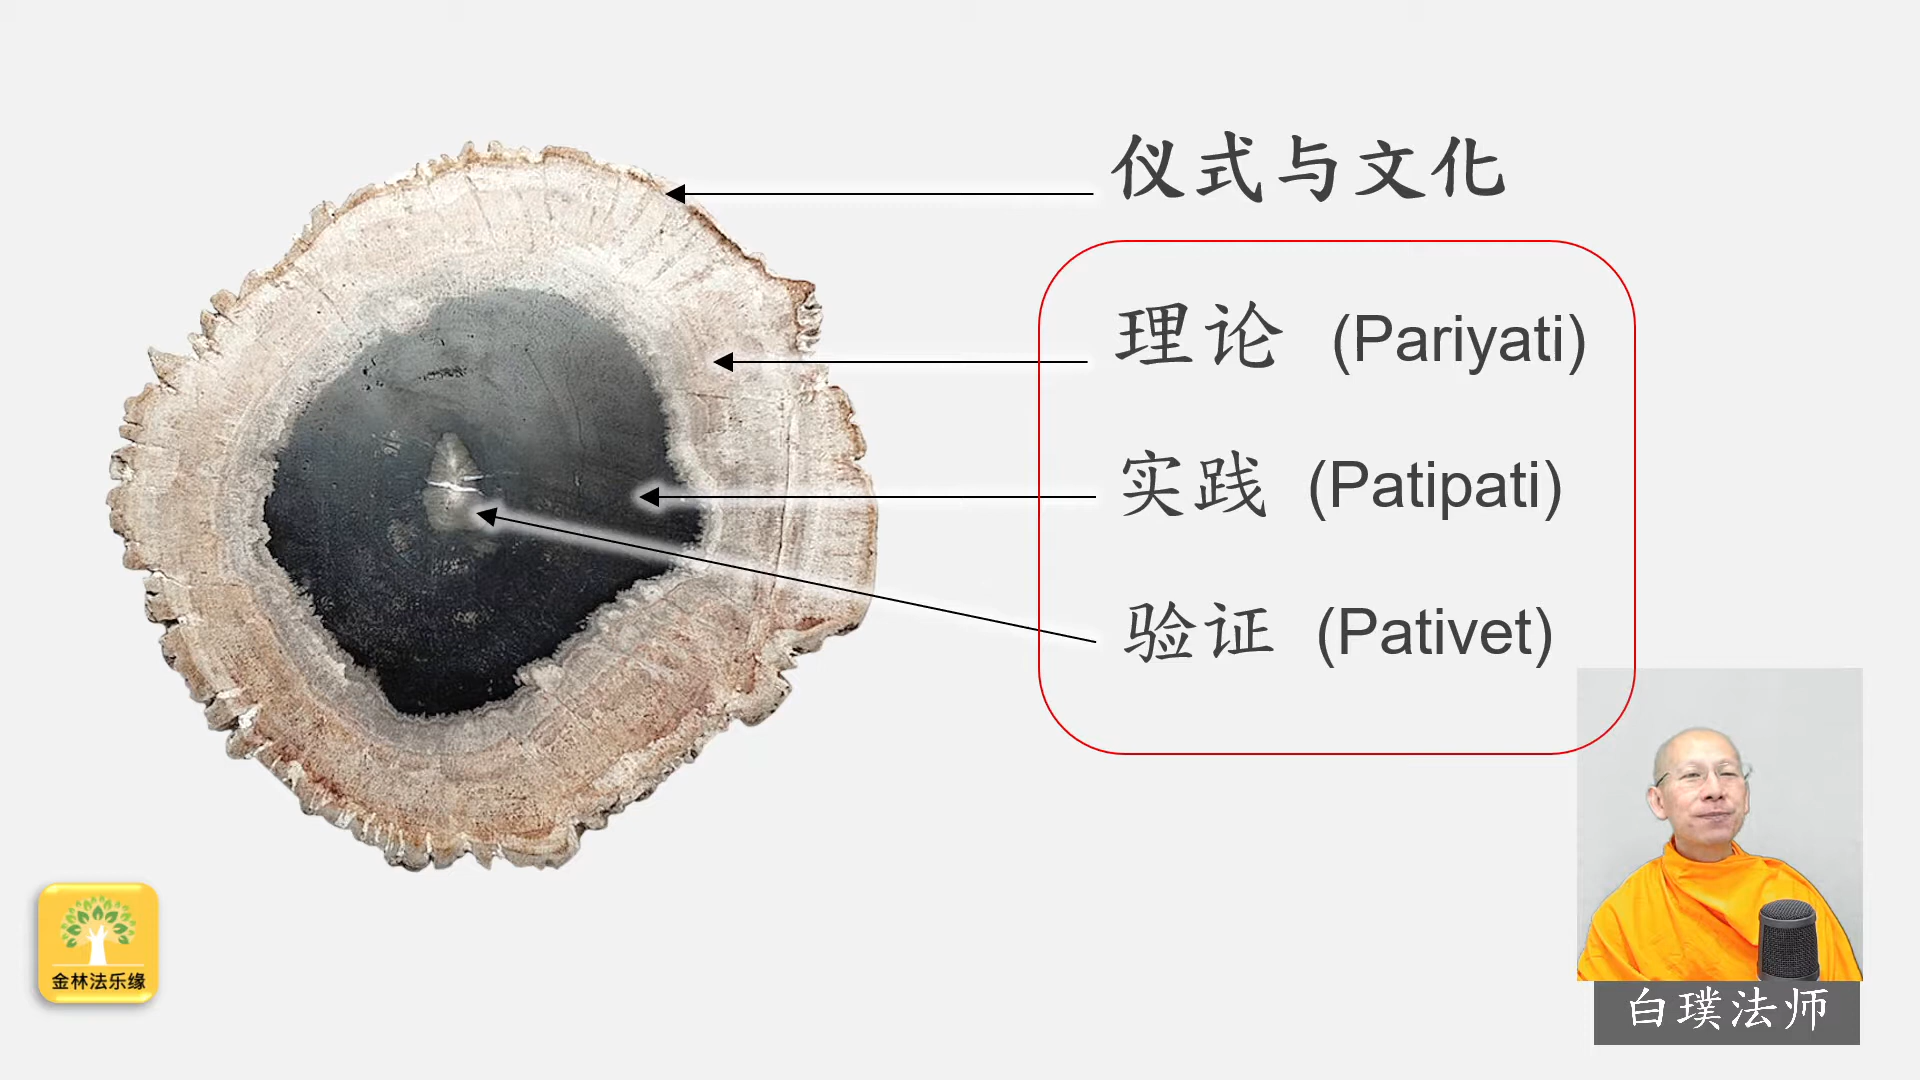 仪式与文化
理论 (Pariyati)
实践 (Patipati)
验证 (Pativet)
金林法乐缘
白璞法师